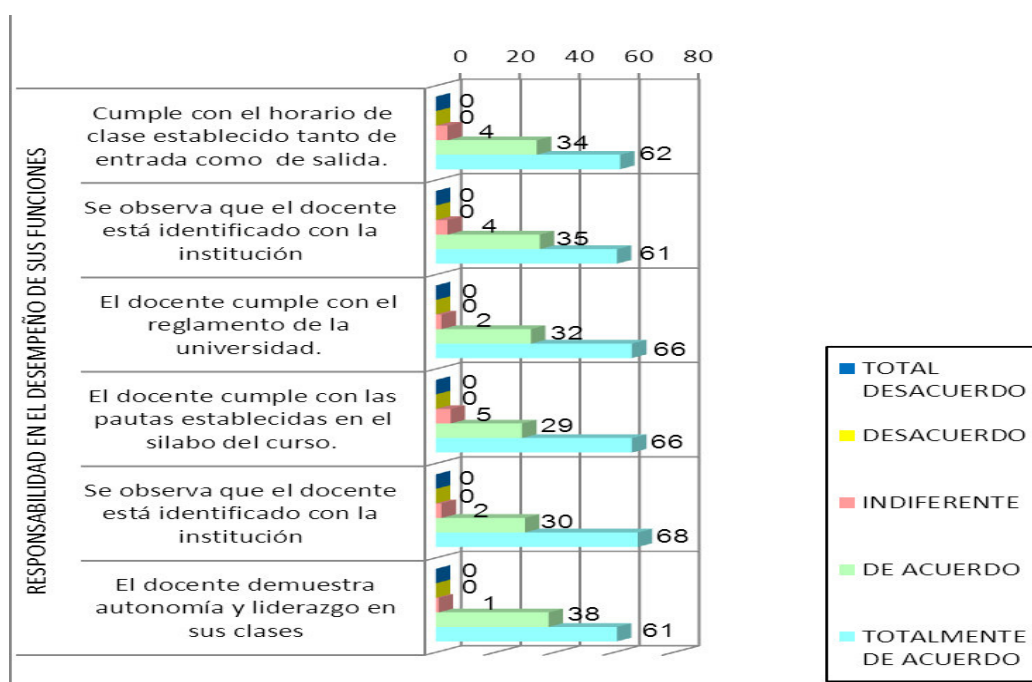 0 20 40 60 80
RESPONSABILIDAD EN EL DESEMPEÑO DE SUS FUNCIONES
Cumple con el horario de
clase establecido tanto de
entrada como de salida.
0
0
4
34
62
Se observa que el docente
está identificado con la
institución
0
0
4
35
61
El docente cumple con el
reglamento de la
universidad.
0
0
2
32
66
El docente cumple con las
pautas establecidas en el
silabo del curso.
0
0
5
29
66
Se observa que el docente
está identificado con la
institución
0
0
2
30
68
El docente demuestra
autonomía y liderazgo en
sus clases
0
0
1
38
61
TOTAL
DESACUERDO
DESACUERDO
INDIFERENTE
DE ACUERDO
TOTALMENTE
DE ACUERDO